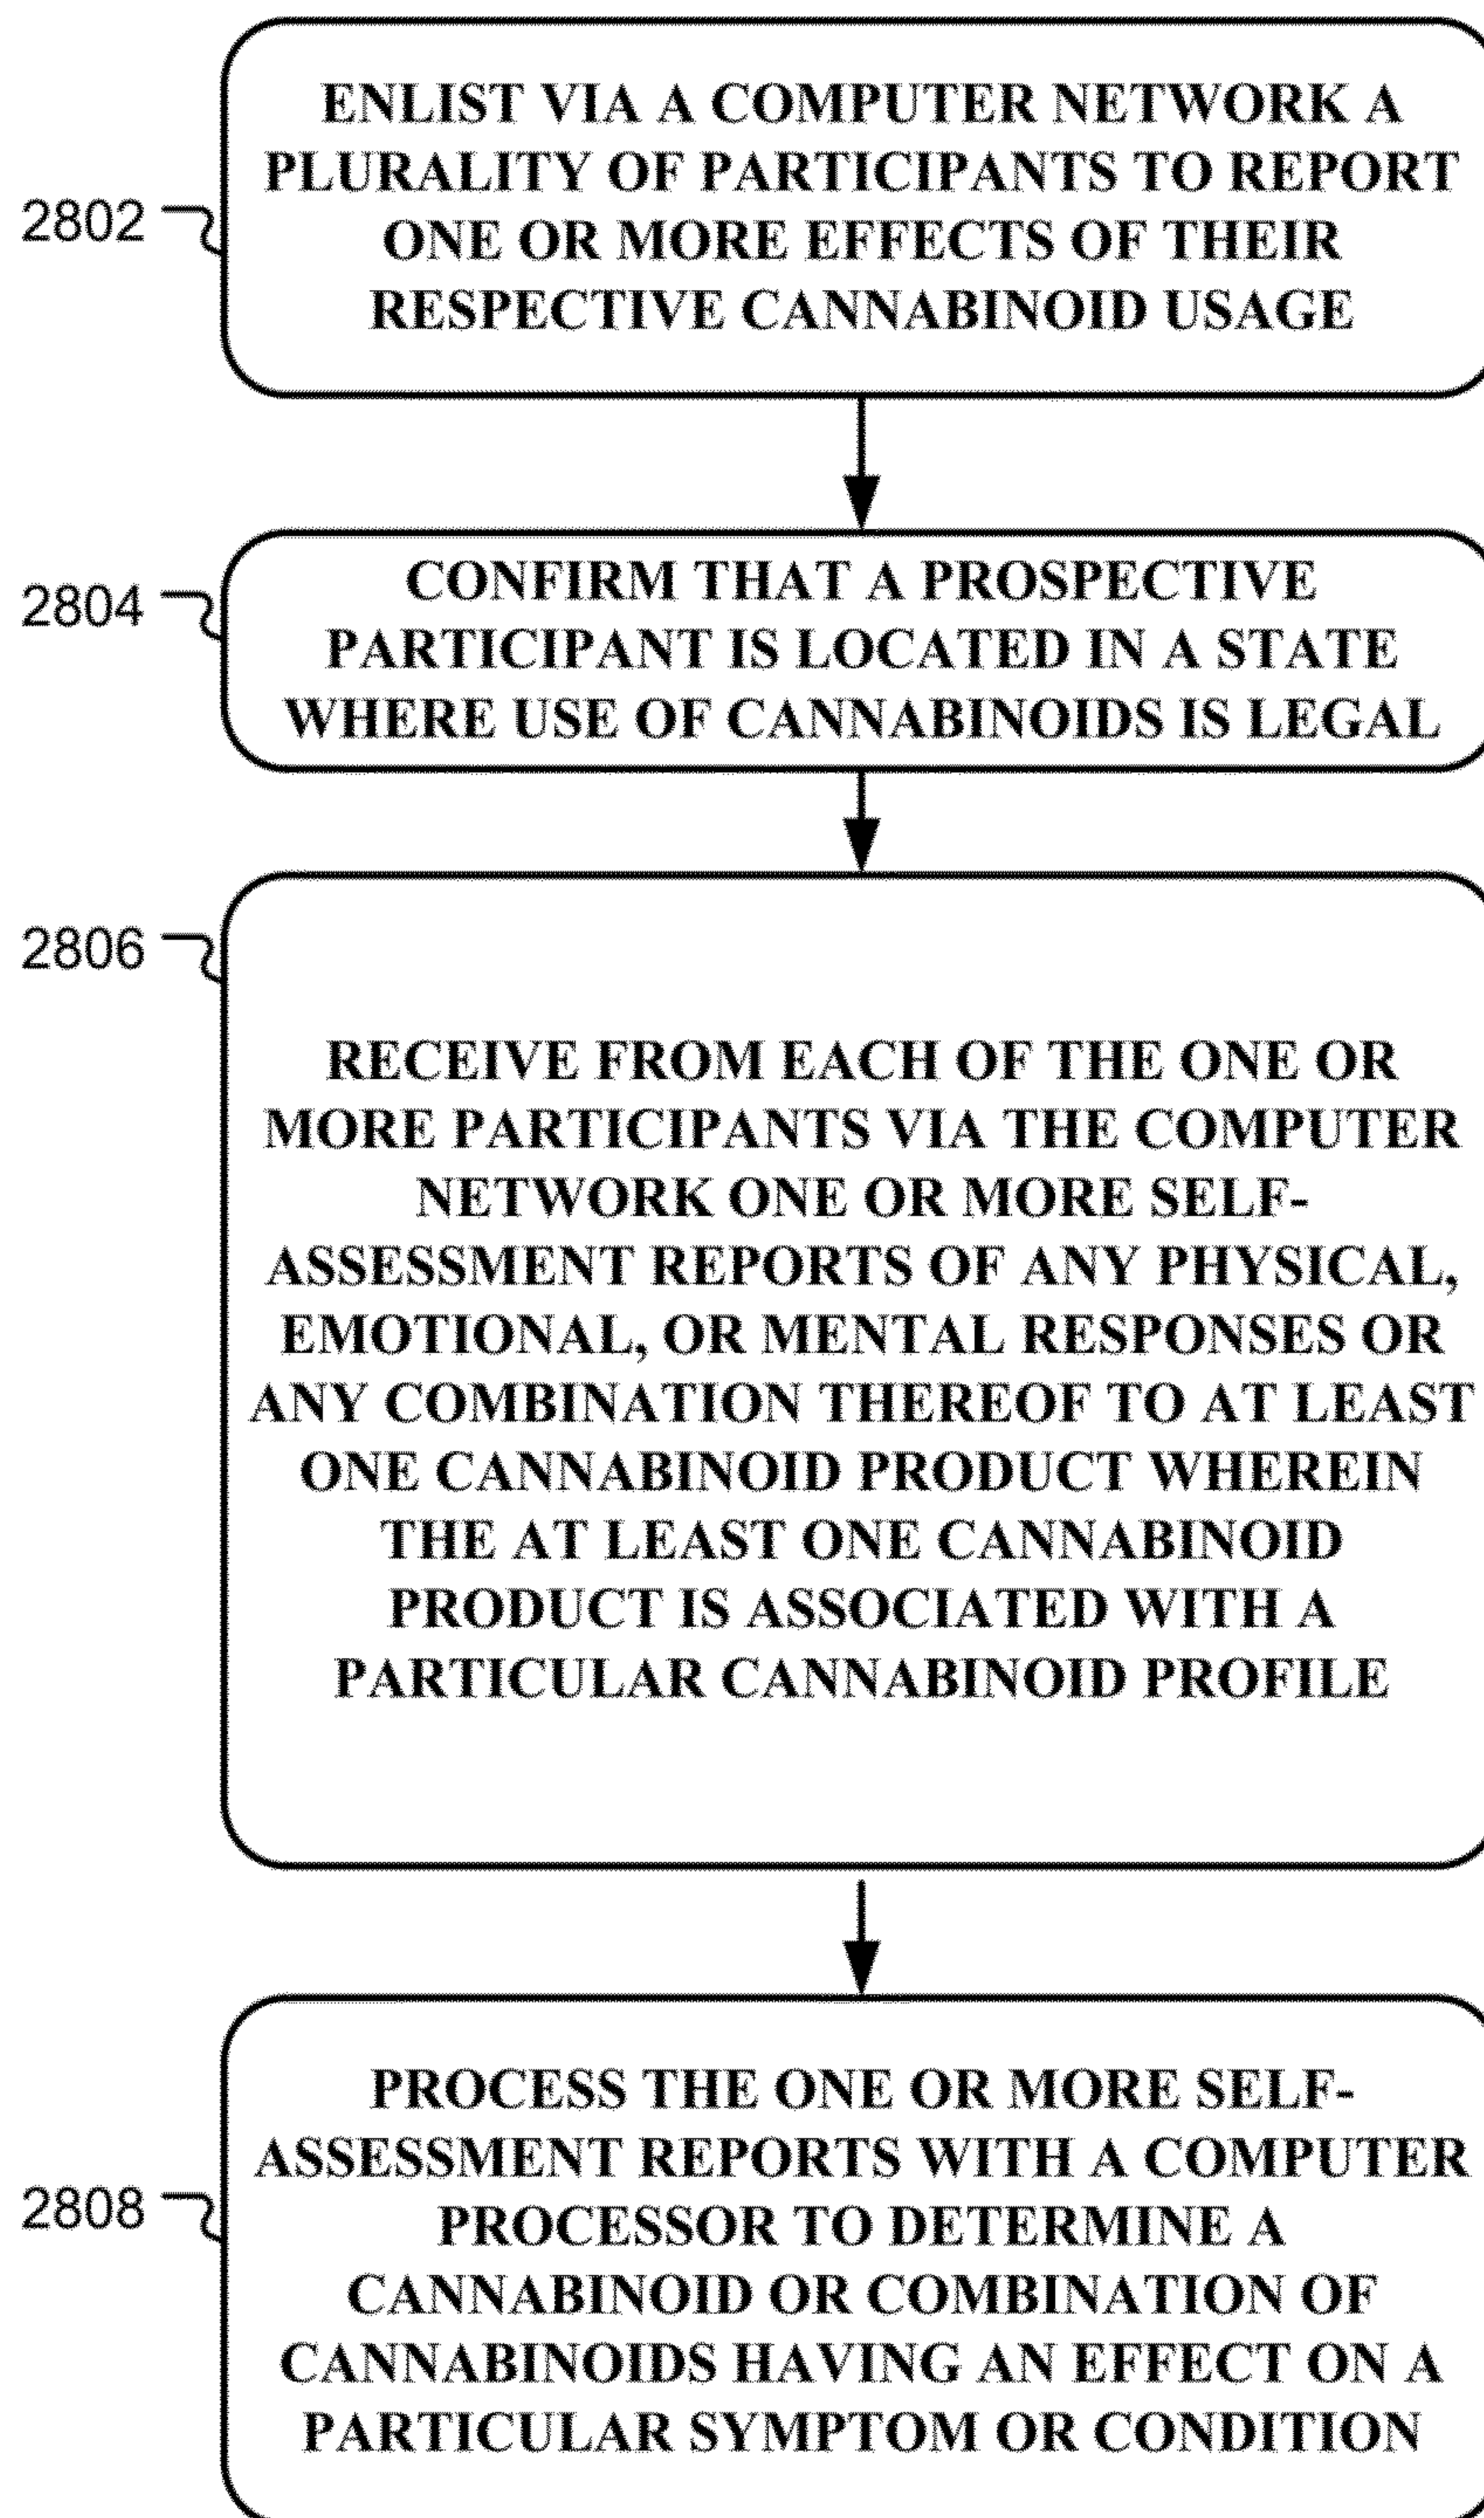 ENLIST VIA A COMPUTER NETWORK A
PLURALITY OF PARTICIPANTS TO REPORT
ONE OR MORE EFFECTS OF THEIR
RESPECTIVE CANNABINOID USAGE
2802
CONFIRM THAT A PROSPECTIVE
PARTICIPANT IS LOCATED IN A STATE
WHERE USE OF CANNABINOIDS IS LEGAL
2804
2806
RECEIVE FROM EACH OF THE ONE OR
MORE PARTICIPANTS VIA THE COMPUTER
NETWORK ONE OR MORE SELF-
ASSESSMENT REPORTS OF ANY PHYSICAL,
EMOTIONAL, OR MENTAL RESPONSES OR
ANY COMBINATION THEREOF TO AT LEAST
ONE CANNABINOID PRODUCT WHEREIN
THE AT LEAST ONE CANNABINOID
PRODUCT IS ASSOCIATED WITH A
PARTICULAR CANNABINOID PROFILE
PROCESS THE ONE OR MORE SELF-
ASSESSMENT REPORTS WITH A COMPUTER
PROCESSOR TO DETERMINE A
CANNABINOID OR COMBINATION OF
CANNABINOIDS HAVING AN EFFECT ON A
PARTICULAR SYMPTOM OR CONDITION
2808